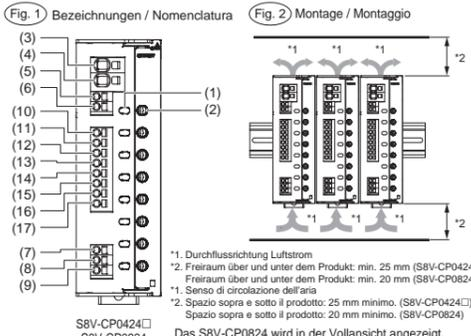 Fig. 1
Bezeichnungen / Nomenclatura
Fig. 2
Montage / Montaggio
(3)
(4)
(5)
(6)
(10)
(11)
(12)
(13)
(14)
(15)
(16)
(17)
(7)
(8)
(9)
(1)
(2)
*1
*1
*1
*2
*1
*1
*1
*1
*2
*1. Durchflussrichtung Luftstrom
*2. Freiraum über und unter dem Produkt: min. 25 mm (S8V-CP0424
Freiraum über und unter dem Produkt: min. 20 mm (S8V-CP0824
*1. Senso di circolazione dell'aria
*2. Spazio sopra e sotto il prodotto: 25 mm minimo. (S8V-CP0424□)
Spazio sopra e sotto il prodotto: 20 mm minimo. (S8V-CP0824)
S8V-CP0424□
Das S8V-CP0824 wird in der Vollansicht angezeigt